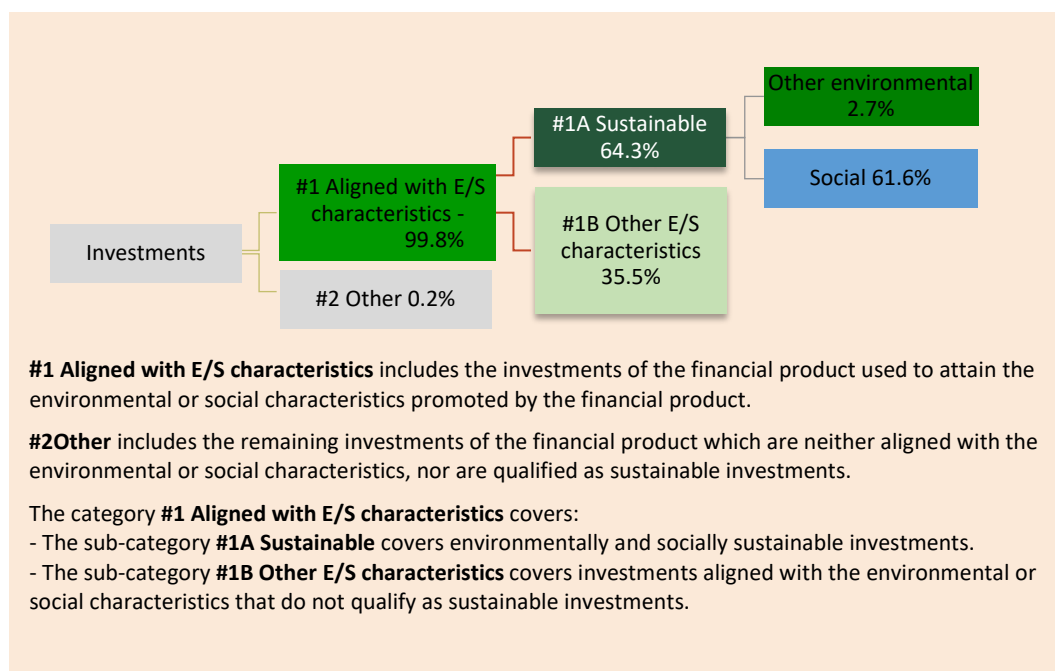 Other environmental
2.7%
#1A Sustainable
64.3%
Social 61.6%
#1 Aligned with E/S
characteristics -
99.8%
#1B Other E/S
characteristics
35.5%
Investments
#2 Other 0.2%
#1 Aligned with E/S characteristics includes the investments of the financial product used to attain the
environmental or social characteristics promoted by the financial product.
#2Other includes the remaining investments of the financial product which are neither aligned with the
environmental or social characteristics, nor are qualified as sustainable investments.
The category #1 Aligned with E/S characteristics covers:
- The sub-category #1A Sustainable covers environmentally and socially sustainable investments.
- The sub-category #1B Other E/S characteristics covers investments aligned with the environmental or
social characteristics that do not qualify as sustainable investments.